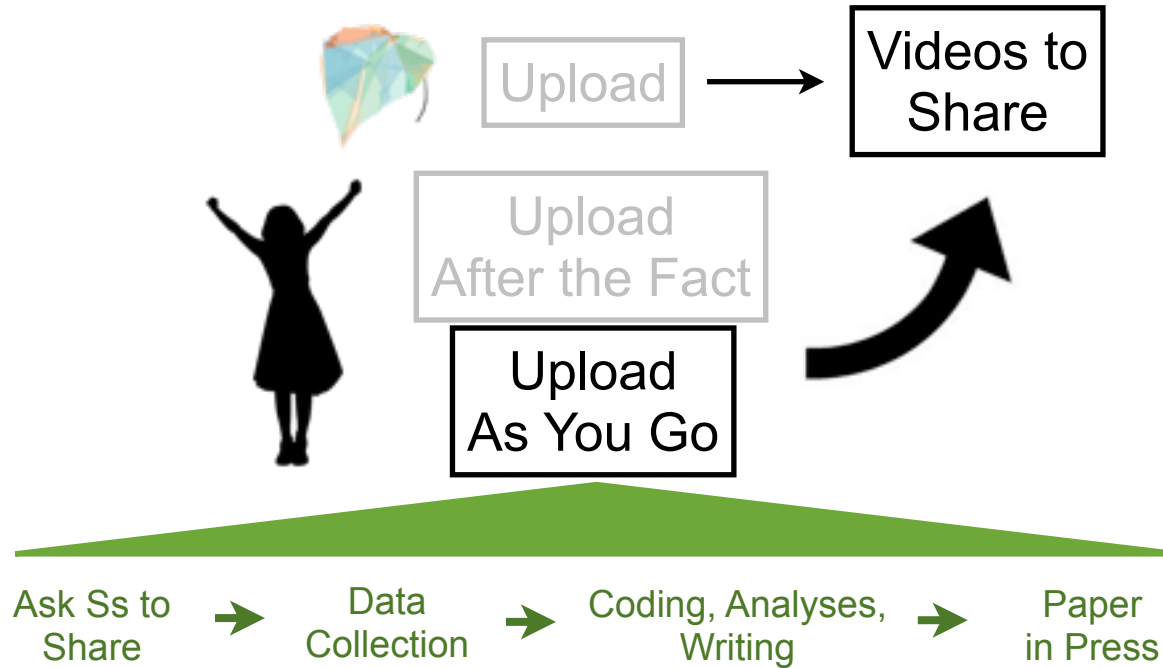 Upload
Videos to
Share
Upload
After the Fact
Upload
As You Go
Ask Ss to
Share
Data
Collection
Coding, Analyses,
Writing
Paper
in Press